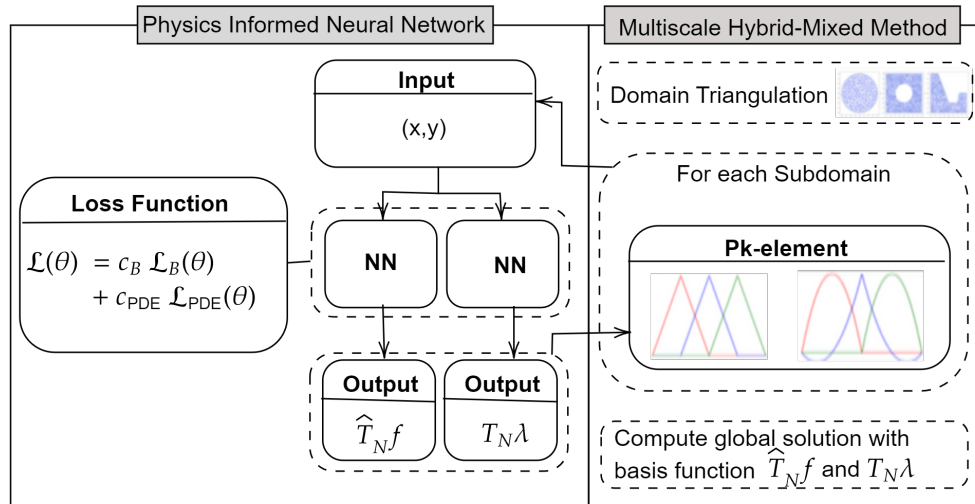 Physics Informed Neural Network
Input
(x,y)
Loss Function
𝔏(θ) = c_B 𝔏_B(θ)
+ c_PDE 𝔏_PDE(θ)
NN
NN
Output
T̂_N f
Output
T_N λ
Multiscale Hybrid-Mixed Method
Domain Triangulation
For each Subdomain
Pk-element
Compute global solution with
basis function T̂_N f and T_N λ